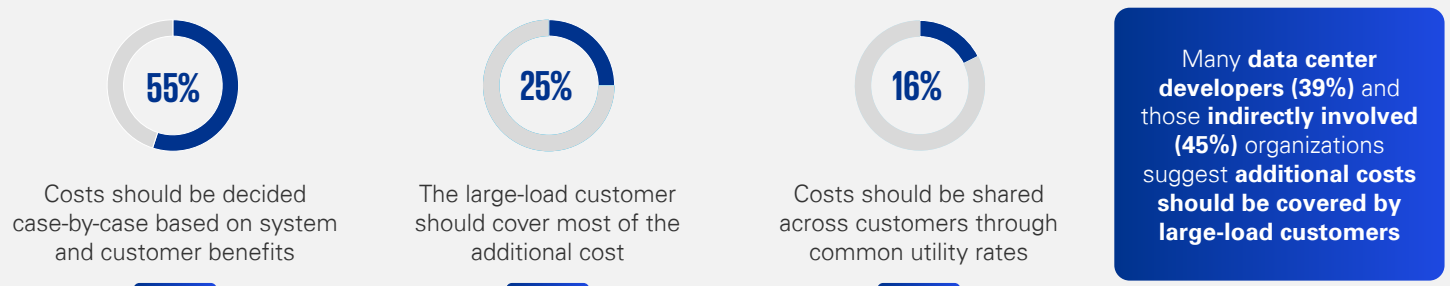 55%
Costs should be decided
case-by-case based on system
and customer benefits
25%
The large-load customer
should cover most of the
additional cost
16%
Costs should be shared
across customers through
common utility rates
Many data center
developers (39%) and
those indirectly involved
(45%) organizations
suggest additional costs
should be covered by
large-load customers